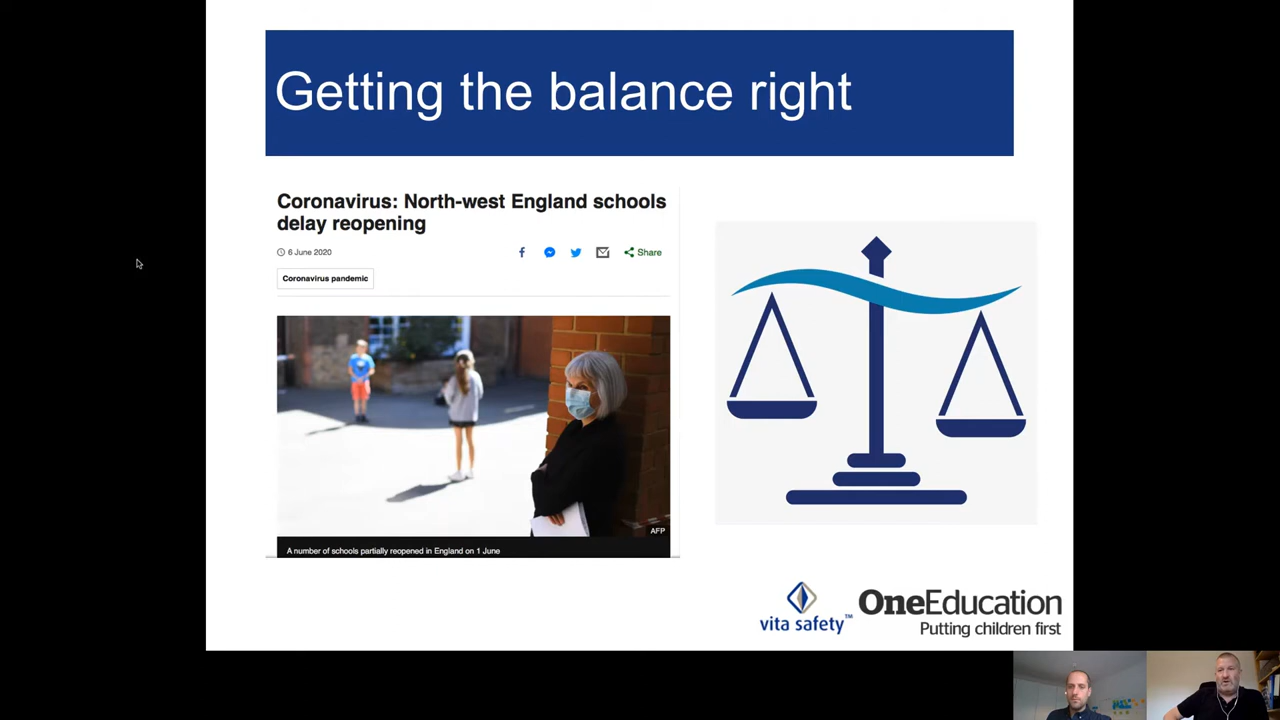 Getting the balance right
Coronavirus: North-west England schools
delay reopening
6 June 2020
Share
Coronavirus pandemic
AFP
A number of schools partially reopened in England on 1 June
vita safety™
OneEducation
Putting children first